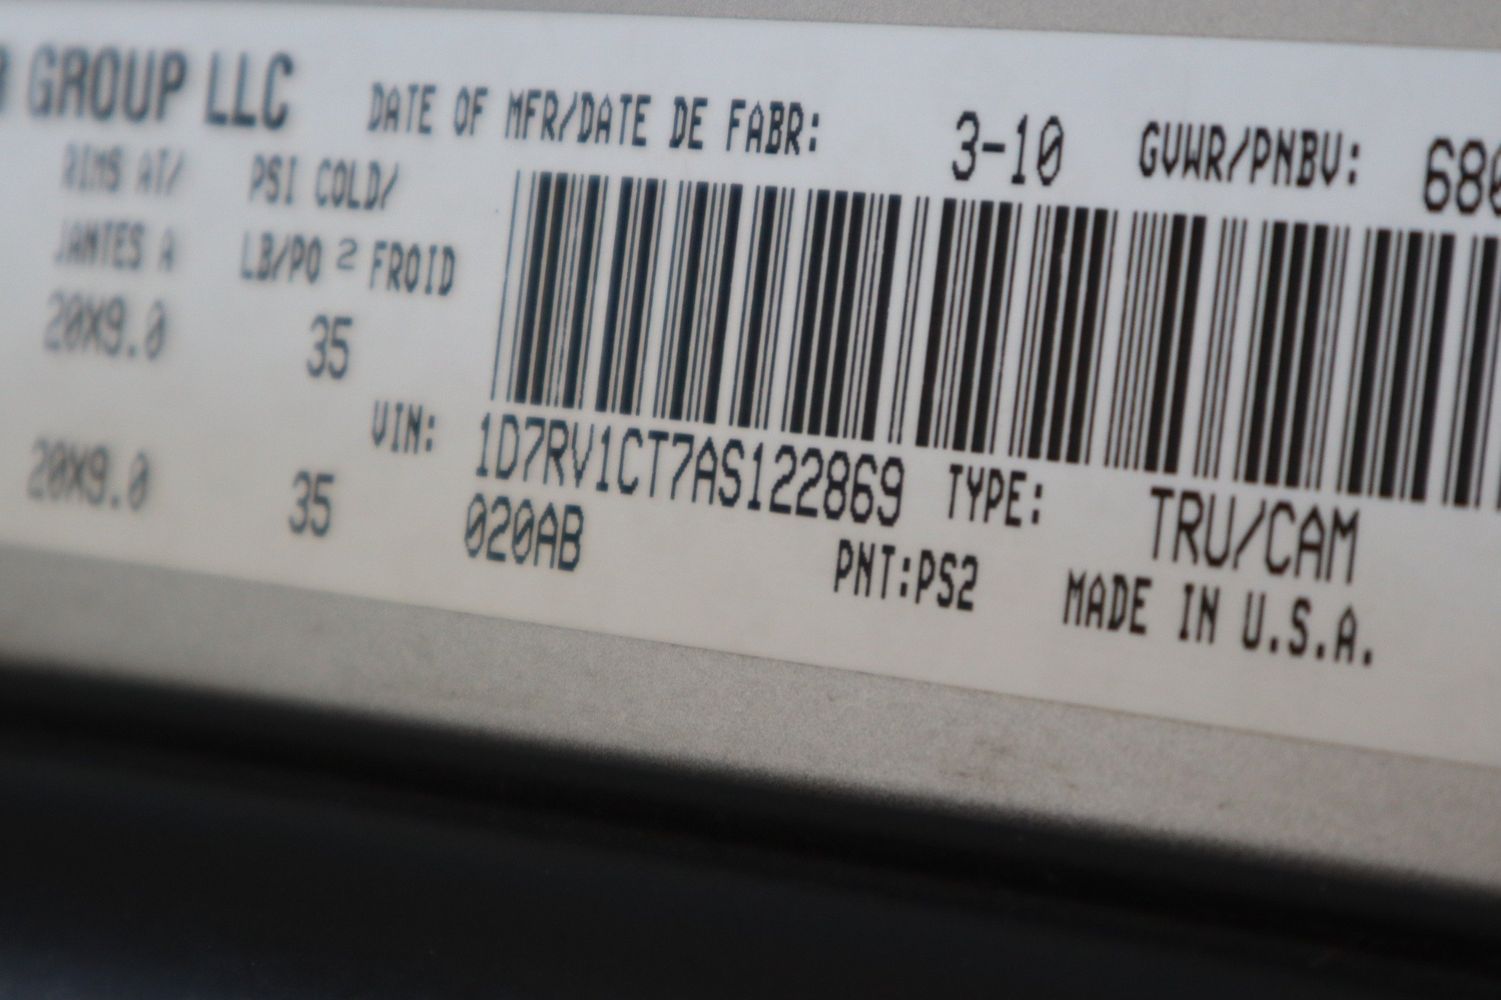 GROUP LLC DATE OF MFR/DATE DE FABR: 3-10 GVWR/PNBV: 680
RIMS AT/ PSI COLD/
JANTES A LB/PO 2 FROID
20X9.0 35
VIN: 1D7RV1CT7AS122869 TYPE: TRU/CAM
20X9.0 35 020AB PNT:PS2 MADE IN U.S.A.